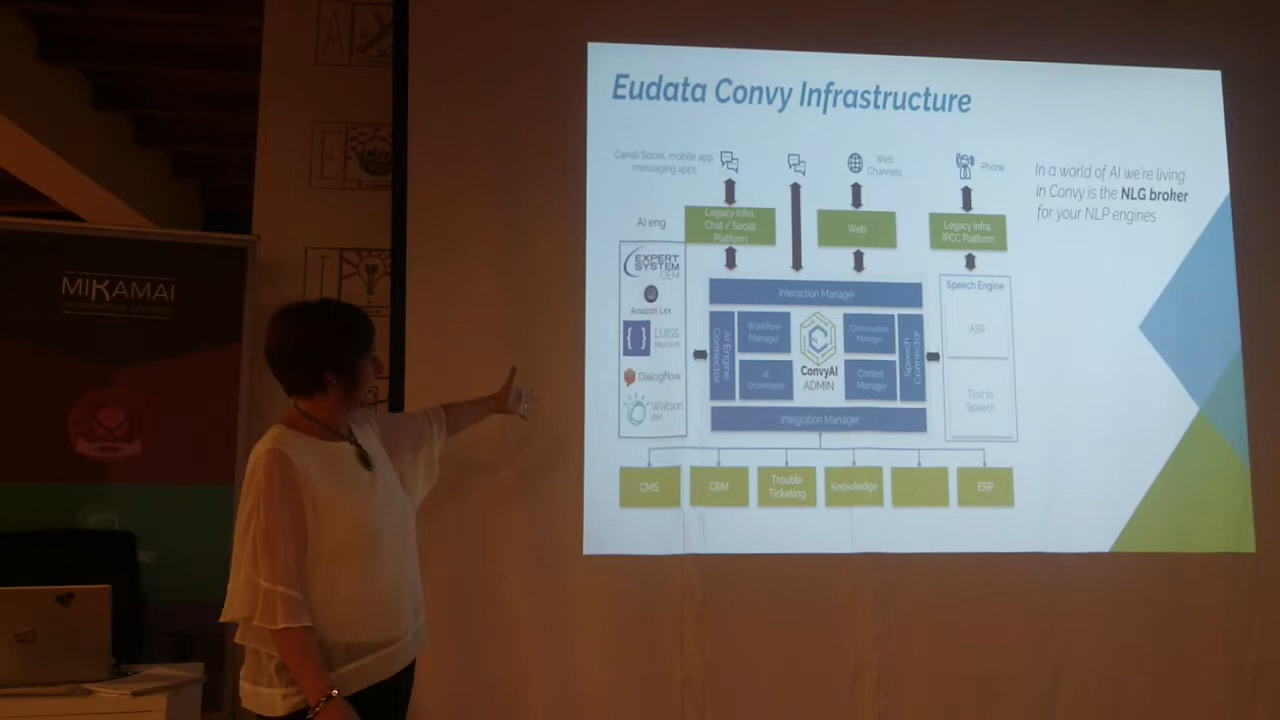 MIKAMAI
Eudata Convy Infrastructure
Canali Social, mobile app,
messaging apps
Web
Channels
Phone
In a world of AI we're living
in Convy is the NLG broker
for your NLP engines
AI eng
Legacy Infra.
Chat / Social
Platform
Web
Legacy Infra.
IPCC Platform
EXPERT
SYSTEM
OEM
Amazon Lex
LUISS
Microsoft
Dialogflow
Watson
IBM
Interaction Manager
AI Engine
Connector
Workflow
Manager
AI
Orchestrator
ConvyAI
ADMIN
Conversation
Manager
Context
Manager
Speech
Connector
Integration Manager
Speech Engine
ASR
Text to
Speech
CMS
CRM
Trouble
Ticketing
Knowledge
...
ERP